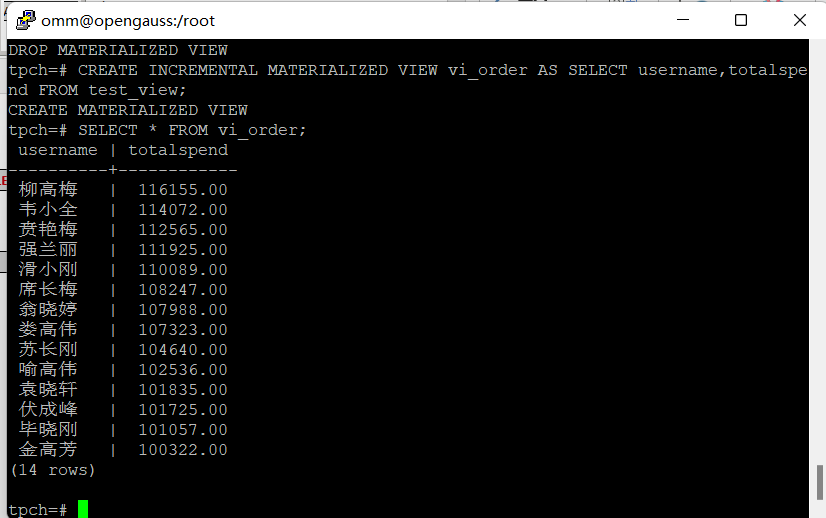 omm@opengauss:/root
DROP MATERIALIZED VIEW
tpch=# CREATE INCREMENTAL MATERIALIZED VIEW vi_order AS SELECT username,totalspe
nd FROM test_view;
CREATE MATERIALIZED VIEW
tpch=# SELECT * FROM vi_order;
 username | totalspend
----------+------------
 柳高梅   |  116155.00
 韦小全   |  114072.00
 贲艳梅   |  112565.00
 强兰丽   |  111925.00
 滑小刚   |  110089.00
 席长梅   |  108247.00
 翁晓婷   |  107988.00
 娄高伟   |  107323.00
 苏长刚   |  104640.00
 喻高伟   |  102536.00
 袁晓轩   |  101835.00
 伏成峰   |  101725.00
 毕晓刚   |  101057.00
 金高芳   |  100322.00
(14 rows)
tpch=#